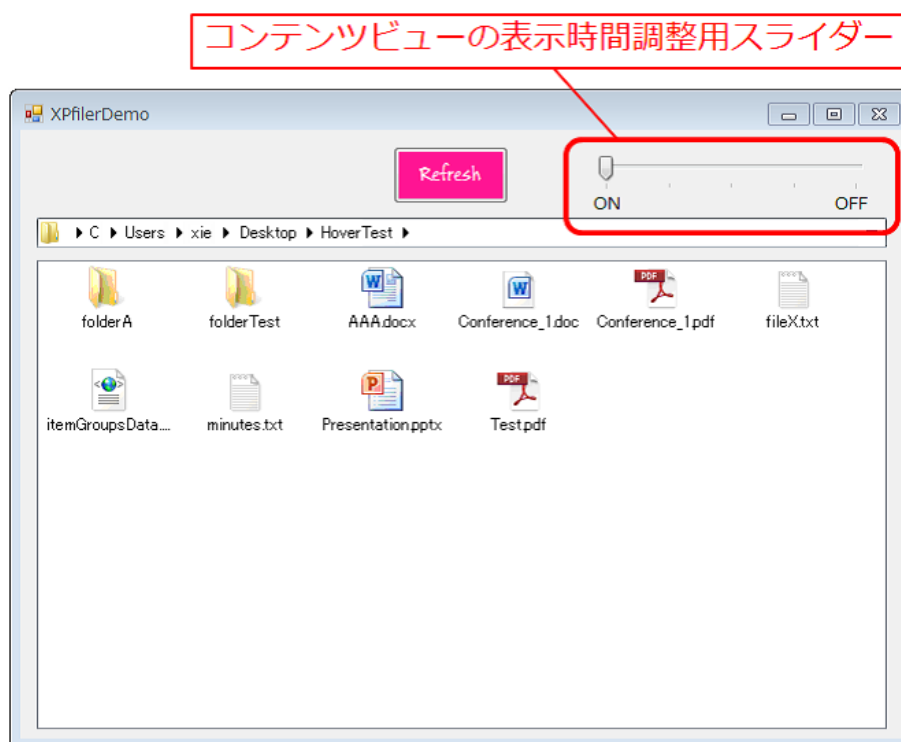 コンテンツビューの表示時間調整用スライダー
XPfilerDemo
Refresh
ON OFF
C Users xie Desktop HoverTest
folderA folderTest AAA.docx Conference_1.doc Conference_1.pdf fileX.txt
itemGroupsData.... minutes.txt Presentation.pptx Test.pdf